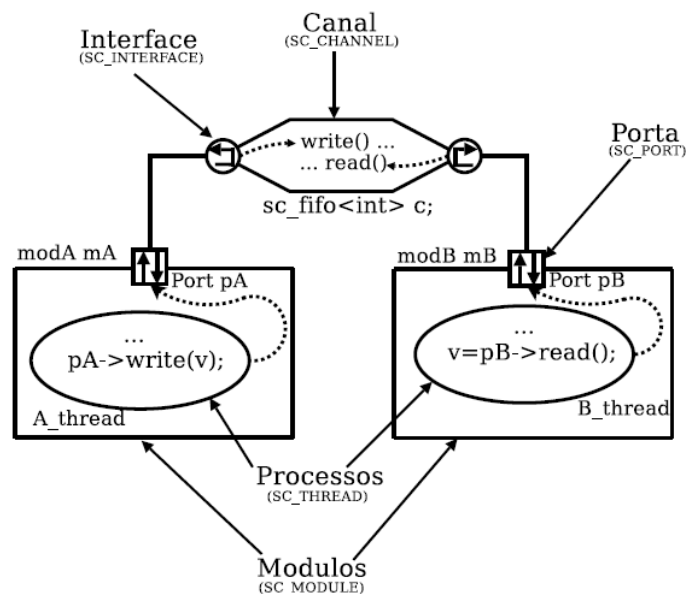 Canal
(SC_CHANNEL)
Interface
(SC_INTERFACE)
write() ...
... read()
Porta
(SC_PORT)
sc_fifo<int> c;
modA mA
Port pA
modB mB
Port pB
...
pA->write(v);
...
v=pB->read();
A_thread
B_thread
Processos
(SC_THREAD)
Modulos
(SC_MODULE)